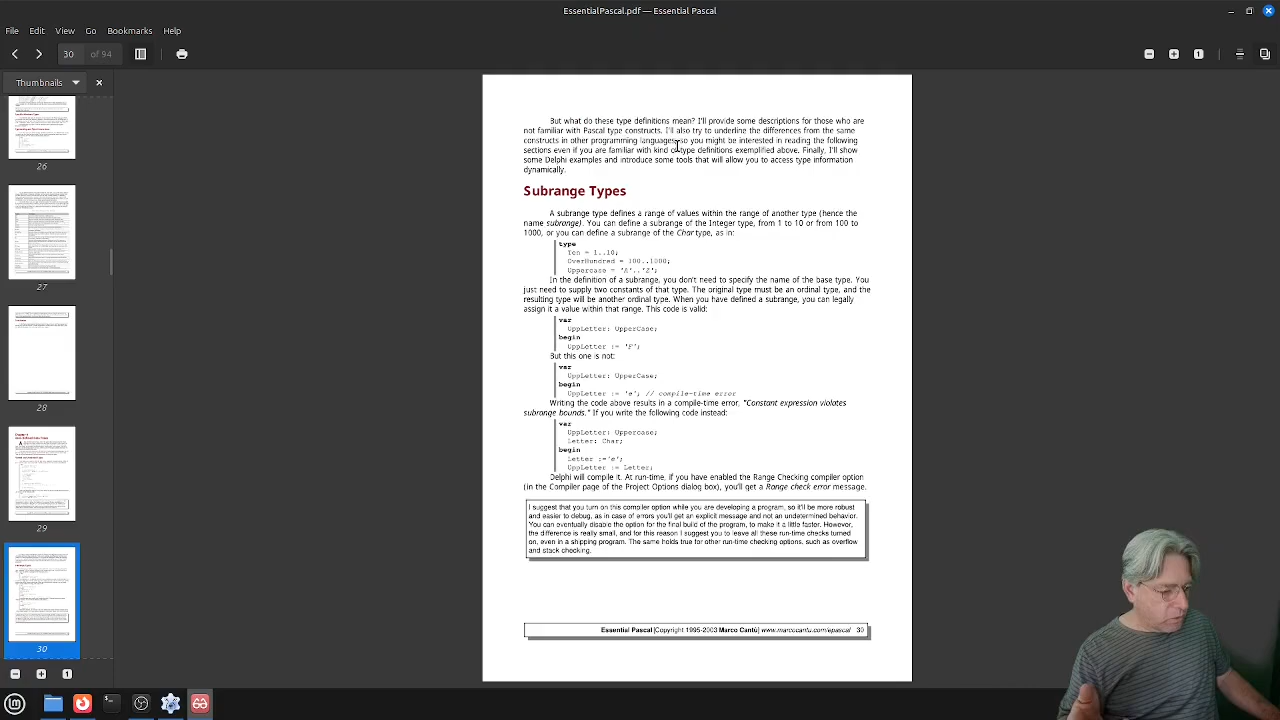 EssentialPascal.pdf — Essential Pascal
File Edit View Go Bookmarks Help
30 of 94
Thumbnails
26
27
28
29
30
But what do these type definitions mean? I'll provide some descriptions for those who are
not familiar with Pascal type constructs. I'll also try to underline the differences from the same
constructs in other programming languages, so you might be interested in reading the following
sections even if you are familiar with kind of type definitions exemplified above. Finally, I'll show
some Delphi examples and introduce some tools that will allow you to access type information
dynamically.
Subrange Types
A subrange type defines a range of values within the range of another type (hence the
name subrange). You can define a subrange of the Integer type, from 1 to 10 or from 100 to
1000, or you can define a subrange of the Char type, as in:
type
Ten = 1..10;
OverHundred = 100..1000;
Uppercase = 'A'..'Z';
In the definition of a subrange, you don't need to specify the name of the base type. You
just need to supply two constants of that type. The original type must be an ordinal type, and the
resulting type will be another ordinal type. When you have defined a subrange, you can legally
assign it a value within that range. This code is valid:
var
UppLetter: UpperCase;
begin
UppLetter := 'F';
But this one is not:
var
UppLetter: UpperCase;
begin
UppLetter := 'e'; // compile-time error
Writing the code above results in a compile-time error, "Constant expression violates
subrange bounds." If you write the following code instead:
var
UppLetter: Uppercase;
Letter: Char;
begin
Letter :='e';
UppLetter := Letter;
Delphi will compile it. At run-time, if you have enabled the Range Checking compiler option
(in the Compiler page of the Project Options dialog box), you'll get a Range check error message.
I suggest that you turn on this compiler option while you are developing a program, so it'll be more robust
and easier to debug, as in case of errors you'll get an explicit message and not an undetermined behavior.
You can eventually disable the option for the final build of the program, to make it a little faster. However,
the difference is really small, and for this reason I suggest you to leave all these run-time checks turned
on, even in a shipping program. The same holds true for other run-time checking options, such as overflow
and stack checking.
Essential Pascal |Copyright 1995-2003 Marco Cantù| www.marcocantu.com/epascal 30